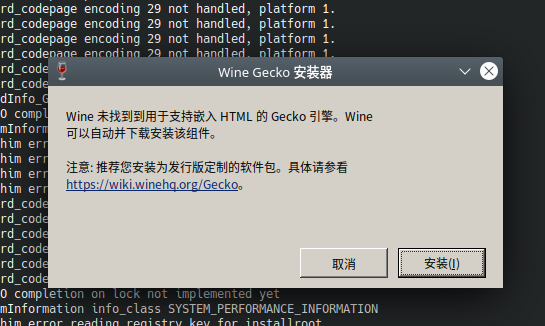 rd_codepage encoding 29 not handled, platform 1.
rd_codepage encoding 29 not handled, platform 1.
rd_codepage encoding 29 not handled, platform 1.
rd_codepage encoding 29 not handled, platform 1.
rd_code
Wine Gecko 安装器
rd_code
dInfo_G
O compl
Wine 未找到到用于支持嵌入 HTML 的 Gecko 引擎。Wine
mInform
可以自动并下载安装该组件。
him err
him err
注意: 推荐您安装为发行版定制的软件包。具体请参看
him err
https://wiki.winehq.org/Gecko。
him err
rd_code
rd_code
rd_code
rd_code
取消
安装(I)
rd_code
rd_code
O completion on lock not implemented yet
mInformation info_class SYSTEM_PERFORMANCE_INFORMATION
him error reading registry key for installroot